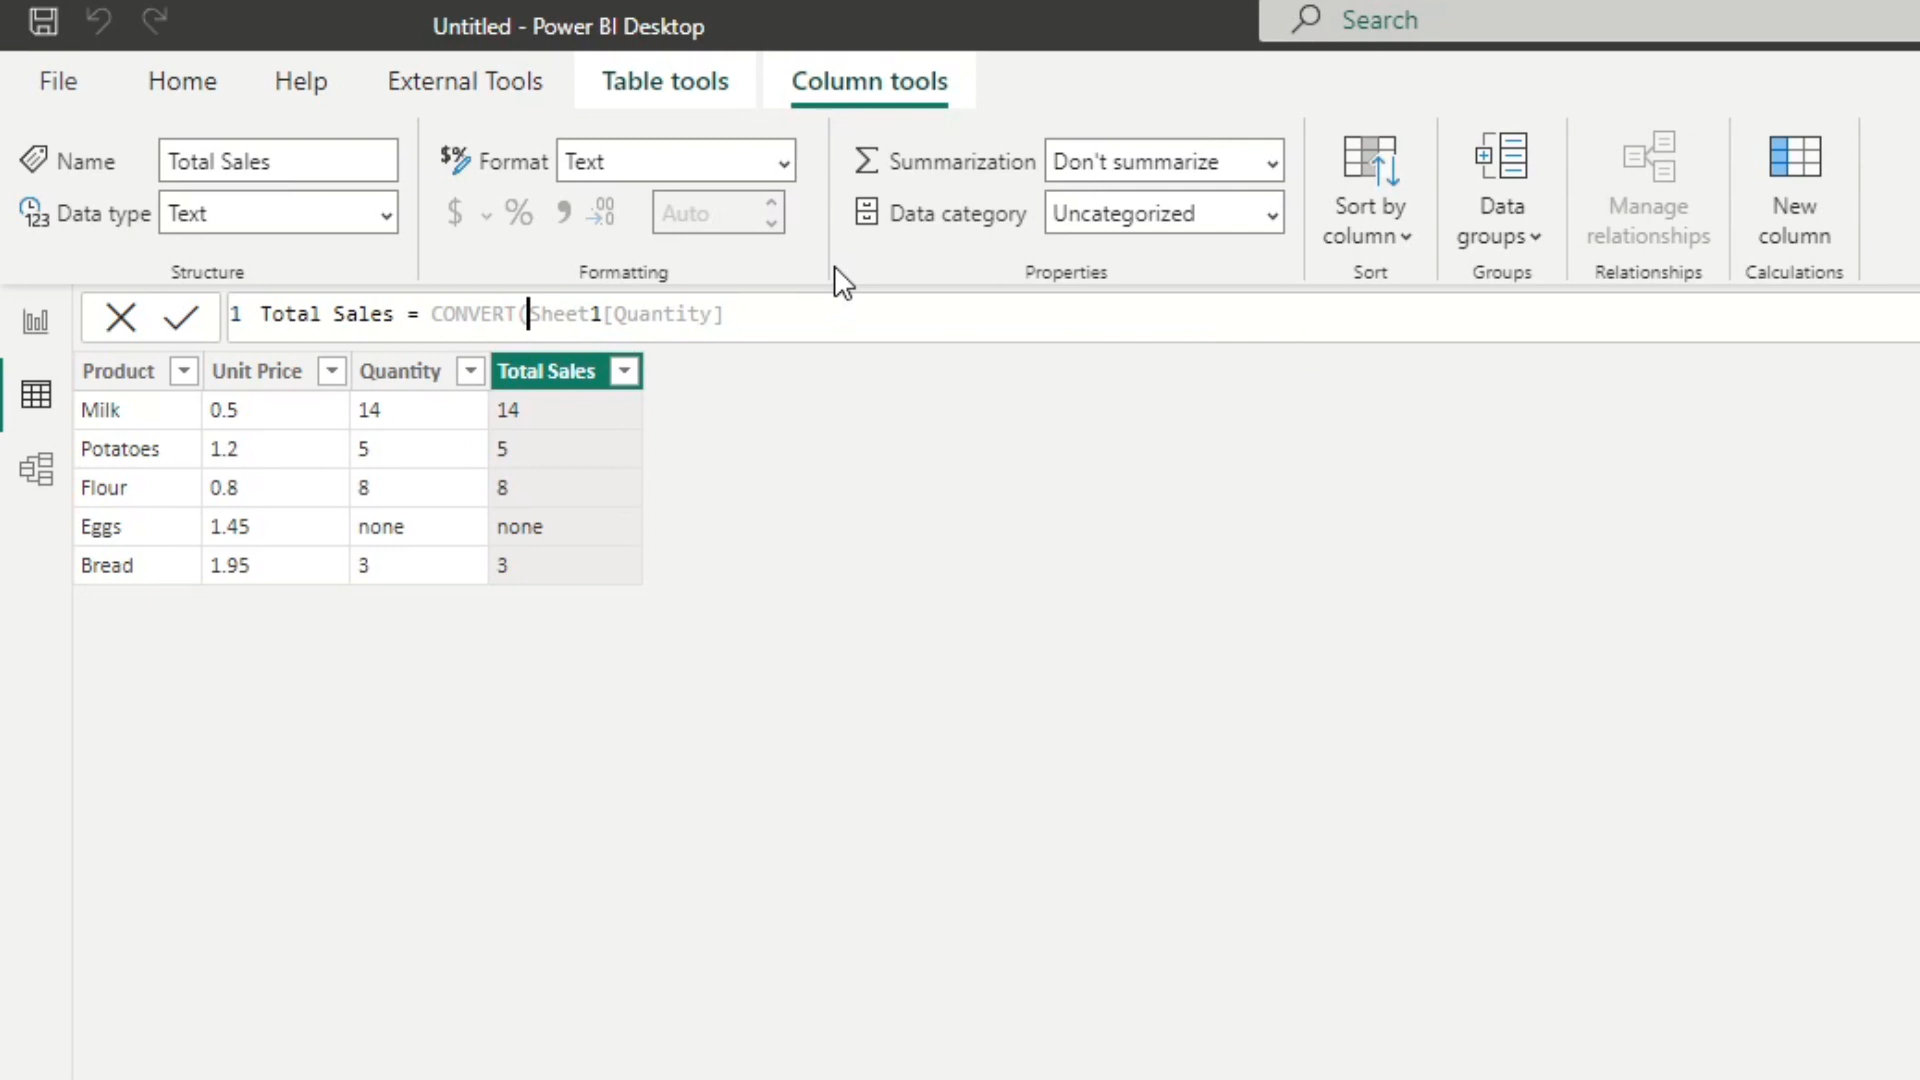 Untitled - Power BI Desktop
Search
File Home Help External Tools Table tools Column tools
Name Total Sales $% Format Text Summarization Don't summarize
Data type Text $ % , .00 .0 Auto Data category Uncategorized
Sort by column
Data groups
Manage relationships
New column
Structure Formatting Properties Sort Groups Relationships Calculations
1 Total Sales = CONVERT(Sheet1[Quantity]
Product Unit Price Quantity Total Sales
Milk 0.5 14 14
Potatoes 1.2 5 5
Flour 0.8 8 8
Eggs 1.45 none none
Bread 1.95 3 3